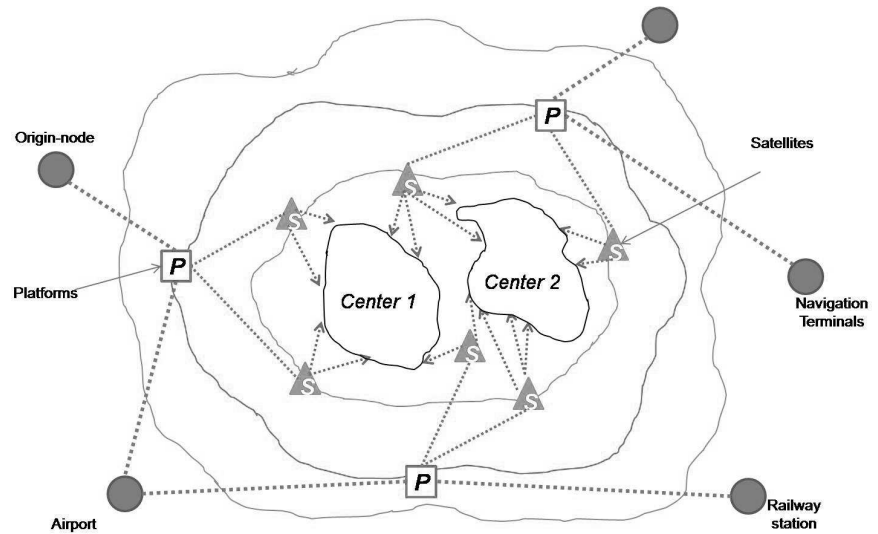 P
Origin-node
Satellites
S
S
S
P
Platforms
Center 1
Center 2
Navigation
Terminals
S
S
S
P
Airport
Railway
station